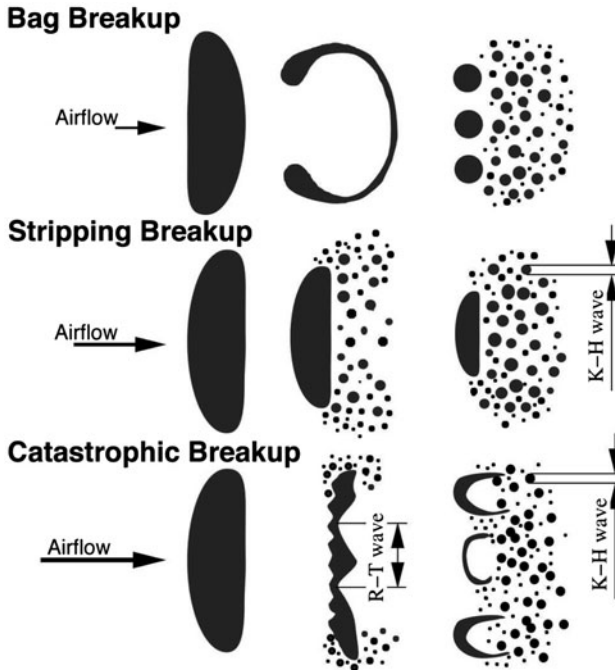 Bag Breakup
Airflow
Stripping Breakup
Airflow
K–H wave
Catastrophic Breakup
Airflow
R–T wave
K–H wave